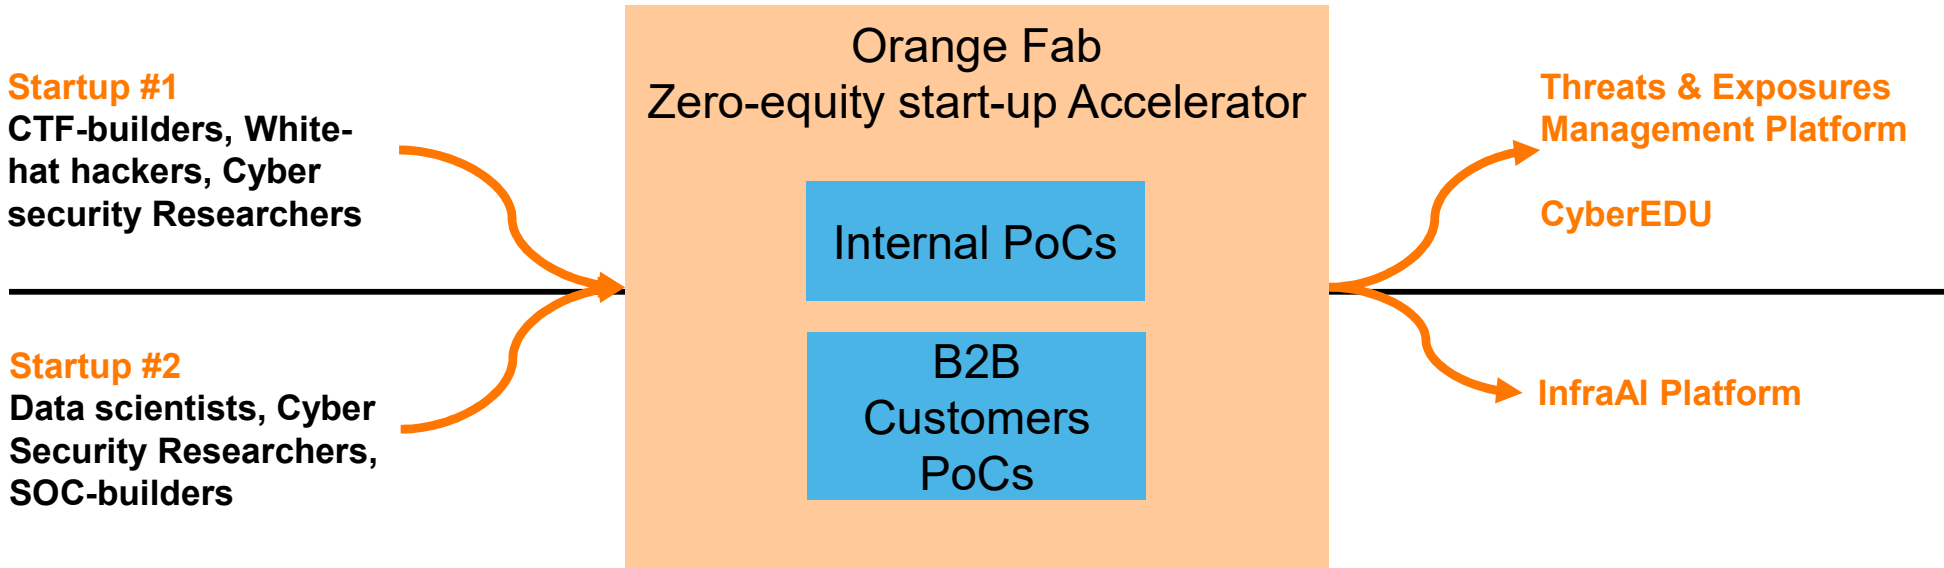 Startup #1
CTF-builders, White-
hat hackers, Cyber
security Researchers
Startup #2
Data scientists, Cyber
Security Researchers,
SOC-builders
Orange Fab
Zero-equity start-up Accelerator
Internal PoCs
B2B
Customers
PoCs
Threats & Exposures
Management Platform
CyberEDU
InfraAI Platform